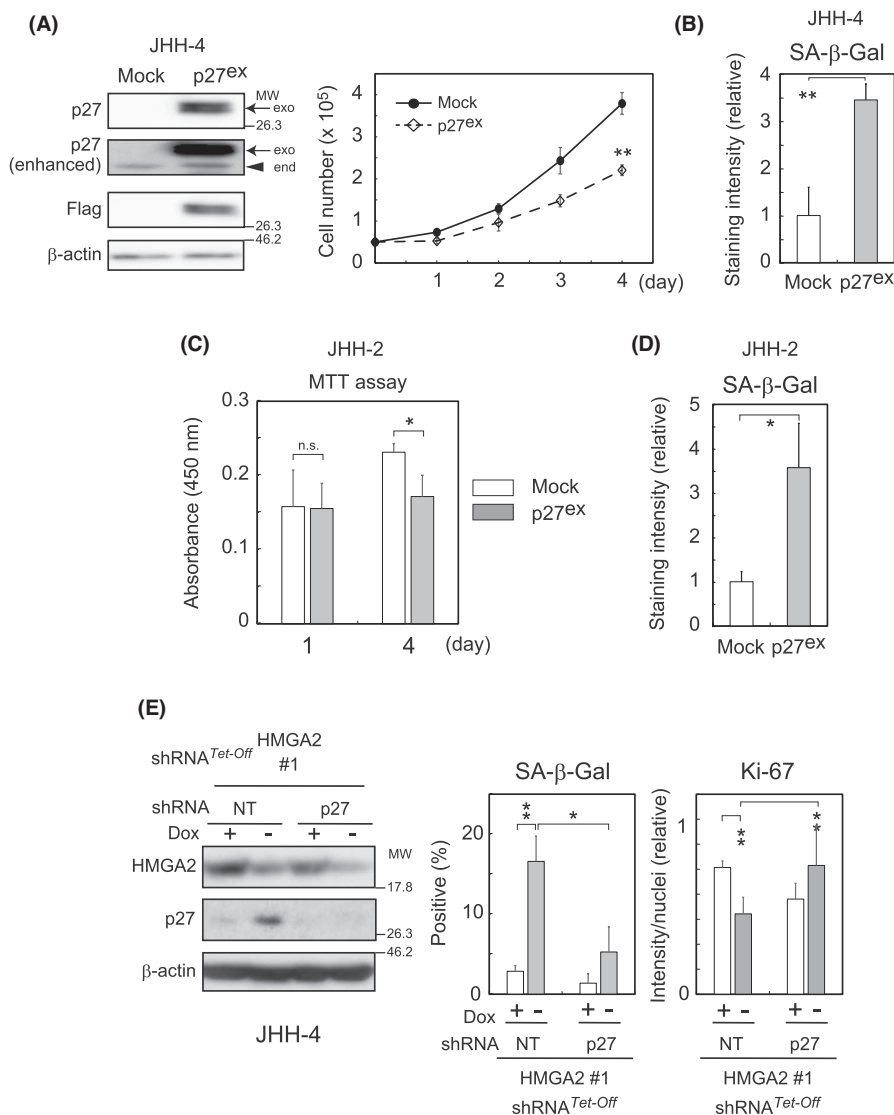 (A)
JHH-4
Mock p27ex
MW
p27
exo
26.3
p27
(enhanced)
exo
end
Flag
26.3
46.2
β-actin
Cell number (x 10⁵)
4
3
2
1
0
Mock
p27ex
**
1 2 3 4 (day)
(B)
JHH-4
SA-β-Gal
Staining intensity (relative)
4
3
2
1
0
**
Mock p27ex
(C)
JHH-2
MTT assay
Absorbance (450 nm)
0.3
0.2
0.1
0
n.s.
*
1 4 (day)
Mock
p27ex
(D)
JHH-2
SA-β-Gal
Staining intensity (relative)
5
4
3
2
1
0
*
Mock p27ex
(E)
shRNATet-Off HMGA2
#1
shRNA NT p27
Dox + - + -
MW
HMGA2
17.8
p27
26.3
46.2
β-actin
JHH-4
SA-β-Gal
Positive (%)
20
10
0
**
*
Dox + - + -
shRNA NT p27
HMGA2 #1
shRNATet-Off
Ki-67
Intensity/nuclei (relative)
1
0
**
**
+ - + -
NT p27
HMGA2 #1
shRNATet-Off